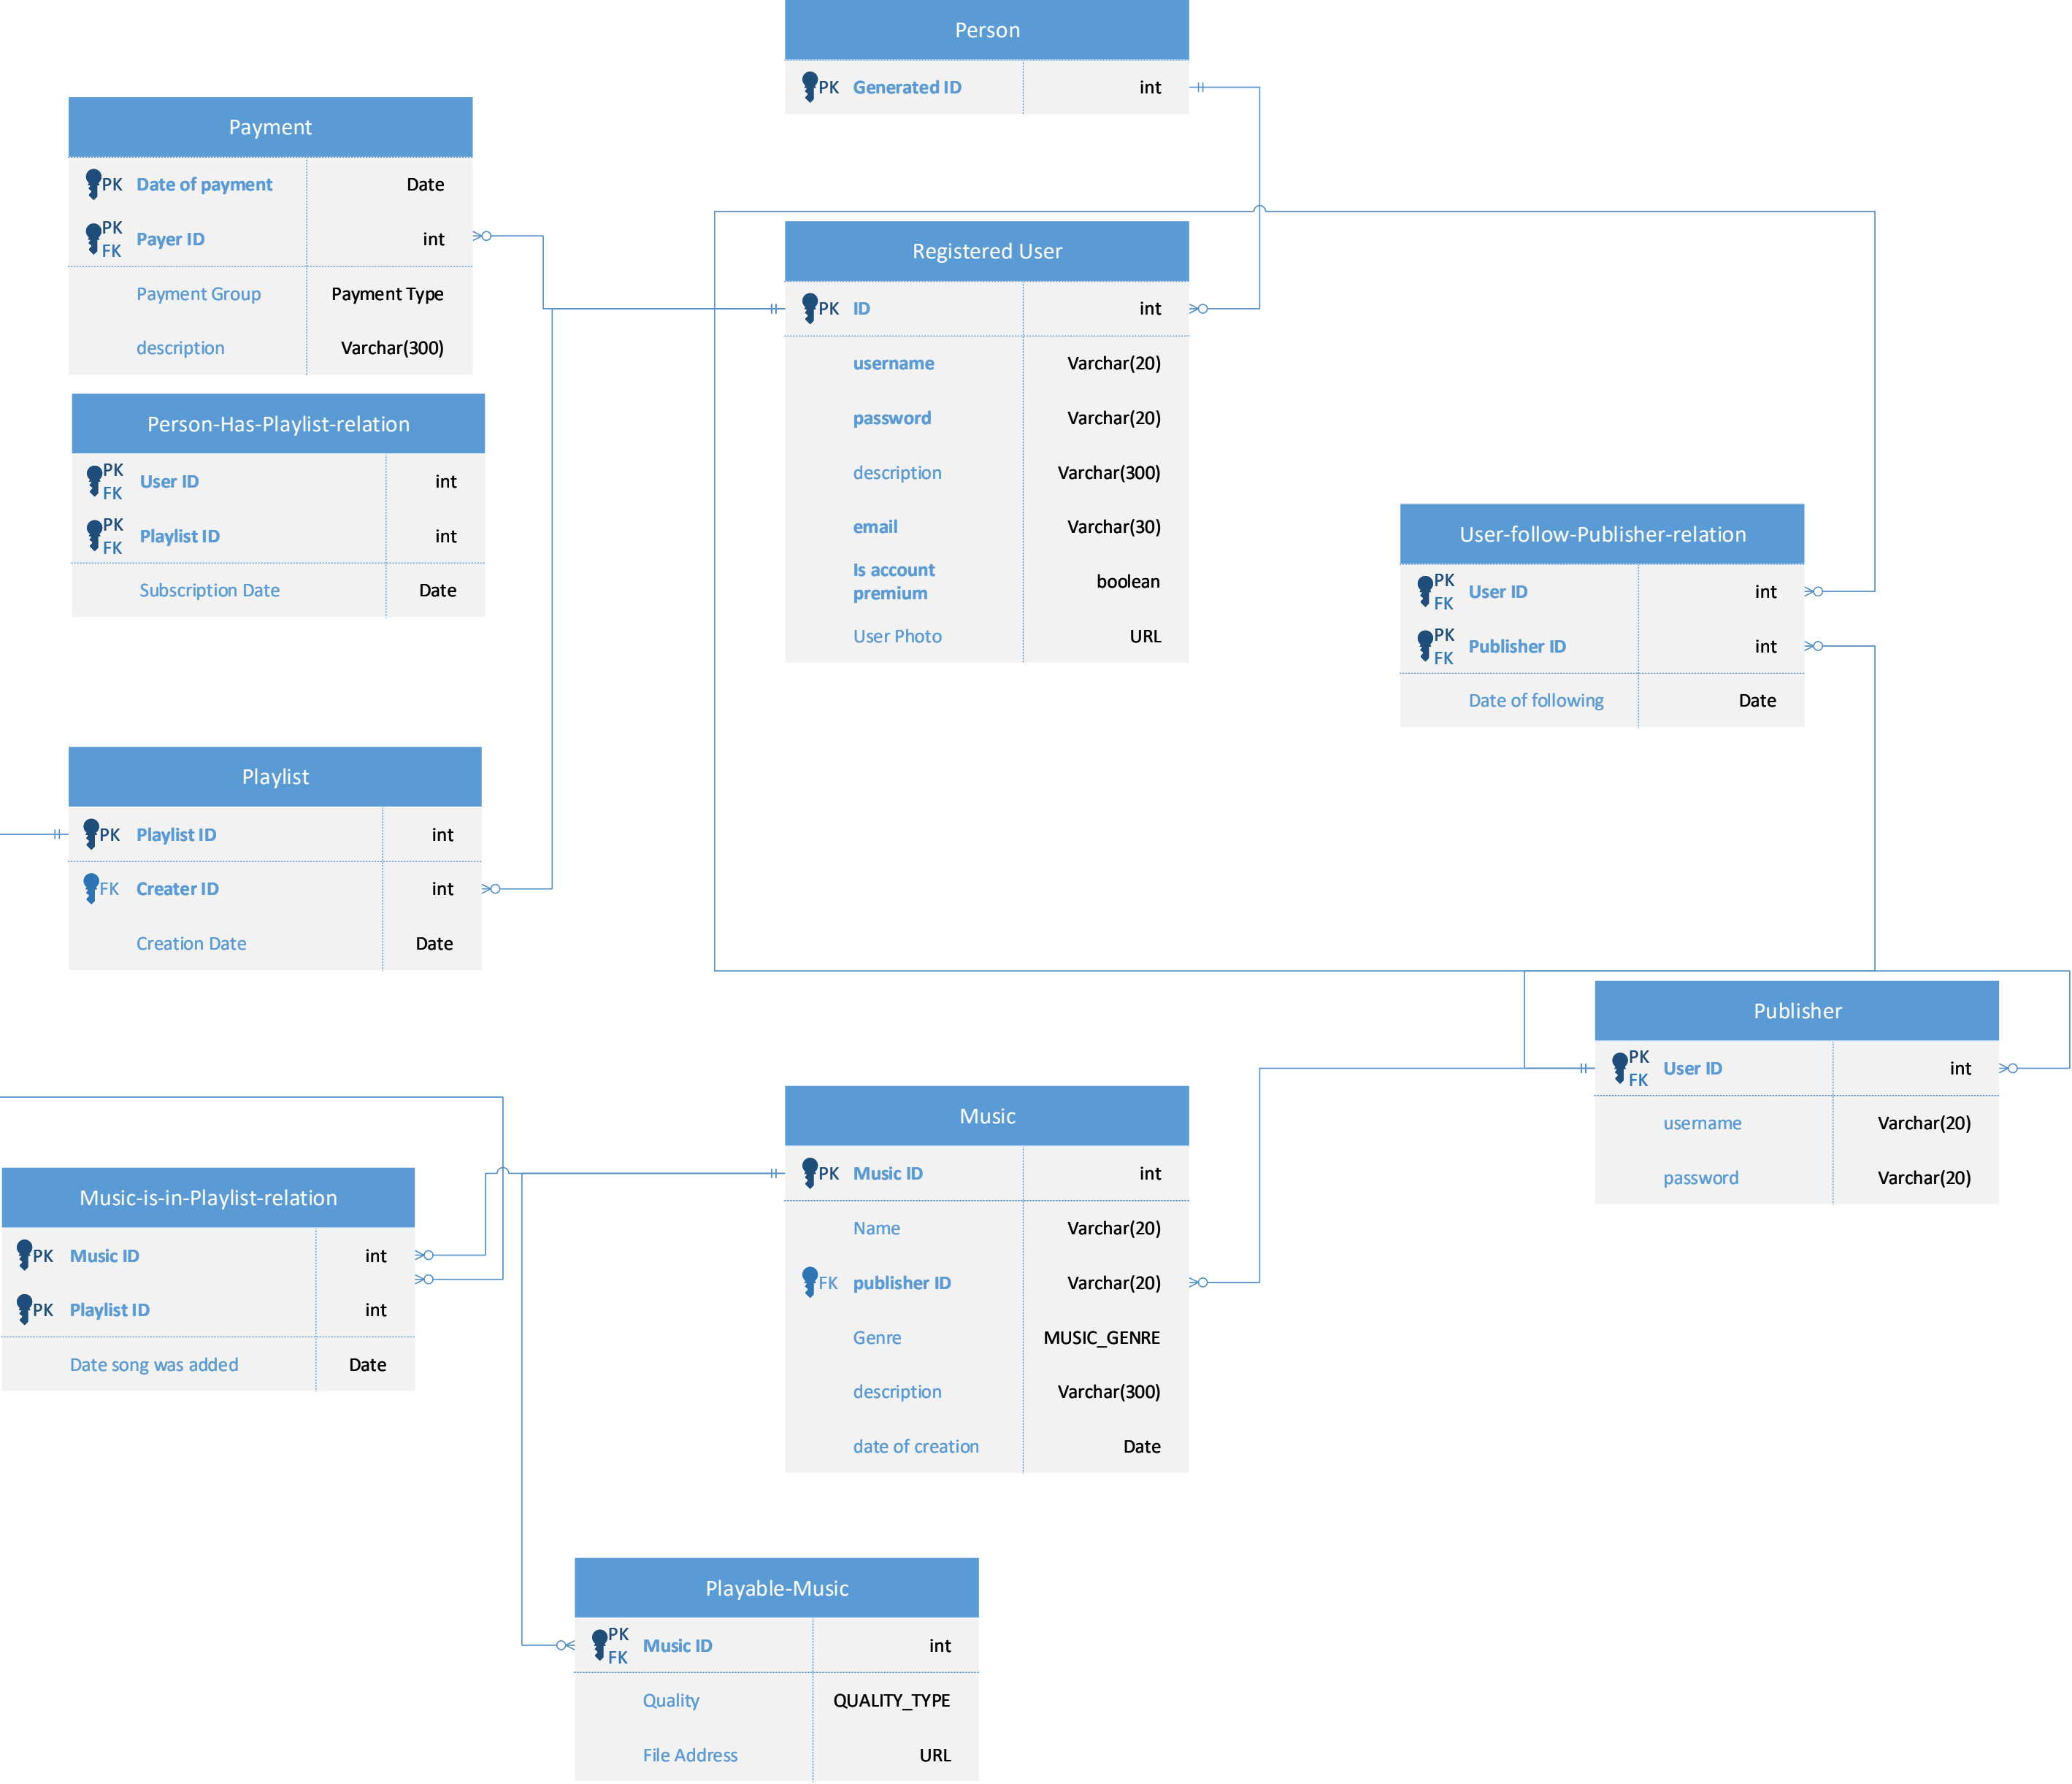 Person
PK Generated ID int
Payment
PK Date of payment Date
PK
FK Payer ID int
Payment Group Payment Type
description Varchar(300)
Person-Has-Playlist-relation
PK
FK User ID int
PK
FK Playlist ID int
Subscription Date Date
Playlist
PK Playlist ID int
FK Creater ID int
Creation Date Date
Registered User
PK ID int
username Varchar(20)
password Varchar(20)
description Varchar(300)
email Varchar(30)
Is account
premium boolean
User Photo URL
User-follow-Publisher-relation
PK
FK User ID int
PK
FK Publisher ID int
Date of following Date
Publisher
PK
FK User ID int
username Varchar(20)
password Varchar(20)
Music
PK Music ID int
Name Varchar(20)
FK publisher ID Varchar(20)
Genre MUSIC_GENRE
description Varchar(300)
date of creation Date
Music-is-in-Playlist-relation
PK Music ID int
PK Playlist ID int
Date song was added Date
Playable-Music
PK
FK Music ID int
Quality QUALITY_TYPE
File Address URL